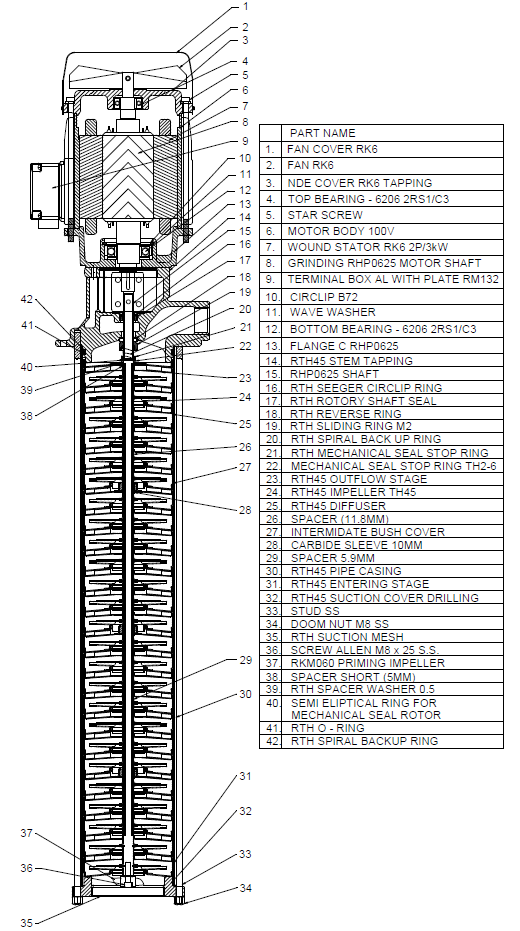 1
2
3
4
5
6
7
8
9
10
11
12
13
14
15
16
17
18
19
20
21
22
23
24
25
26
27
28
29
30
31
32
33
34
42
41
40
39
38
37
36
35
PART NAME
1. FAN COVER RK6
2. FAN RK6
3. NDE COVER RK6 TAPPING
4. TOP BEARING - 6206 2RS1/C3
5. STAR SCREW
6. MOTOR BODY 100V
7. WOUND STATOR RK6 2P/3kW
8. GRINDING RHP0625 MOTOR SHAFT
9. TERMINAL BOX AL WITH PLATE RM132
10. CIRCLIP B72
11. WAVE WASHER
12. BOTTOM BEARING - 6206 2RS1/C3
13. FLANGE C RHP0625
14. RTH45 STEM TAPPING
15. RHP0625 SHAFT
16. RTH SEEGER CIRCLIP RING
17. RTH ROTORY SHAFT SEAL
18. RTH REVERSE RING
19. RTH SLIDING RING M2
20. RTH SPIRAL BACK UP RING
21. RTH MECHANICAL SEAL STOP RING
22. MECHANICAL SEAL STOP RING TH2-6
23. RTH45 OUTFLOW STAGE
24. RTH45 IMPELLER TH45
25. RTH45 DIFFUSER
26. SPACER (11.8MM)
27. INTERMIDATE BUSH COVER
28. CARBIDE SLEEVE 10MM
29. SPACER 5.9MM
30. RTH45 PIPE CASING
31. RTH45 ENTERING STAGE
32. RTH45 SUCTION COVER DRILLING
33. STUD SS
34. DOOM NUT M8 SS
35. RTH SUCTION MESH
36. SCREW ALLEN M8 x 25 S.S.
37. RKM060 PRIMING IMPELLER
38. SPACER SHORT (5MM)
39. RTH SPACER WASHER 0.5
40. SEMI ELIPTICAL RING FOR
MECHANICAL SEAL ROTOR
41. RTH O - RING
42. RTH SPIRAL BACKUP RING